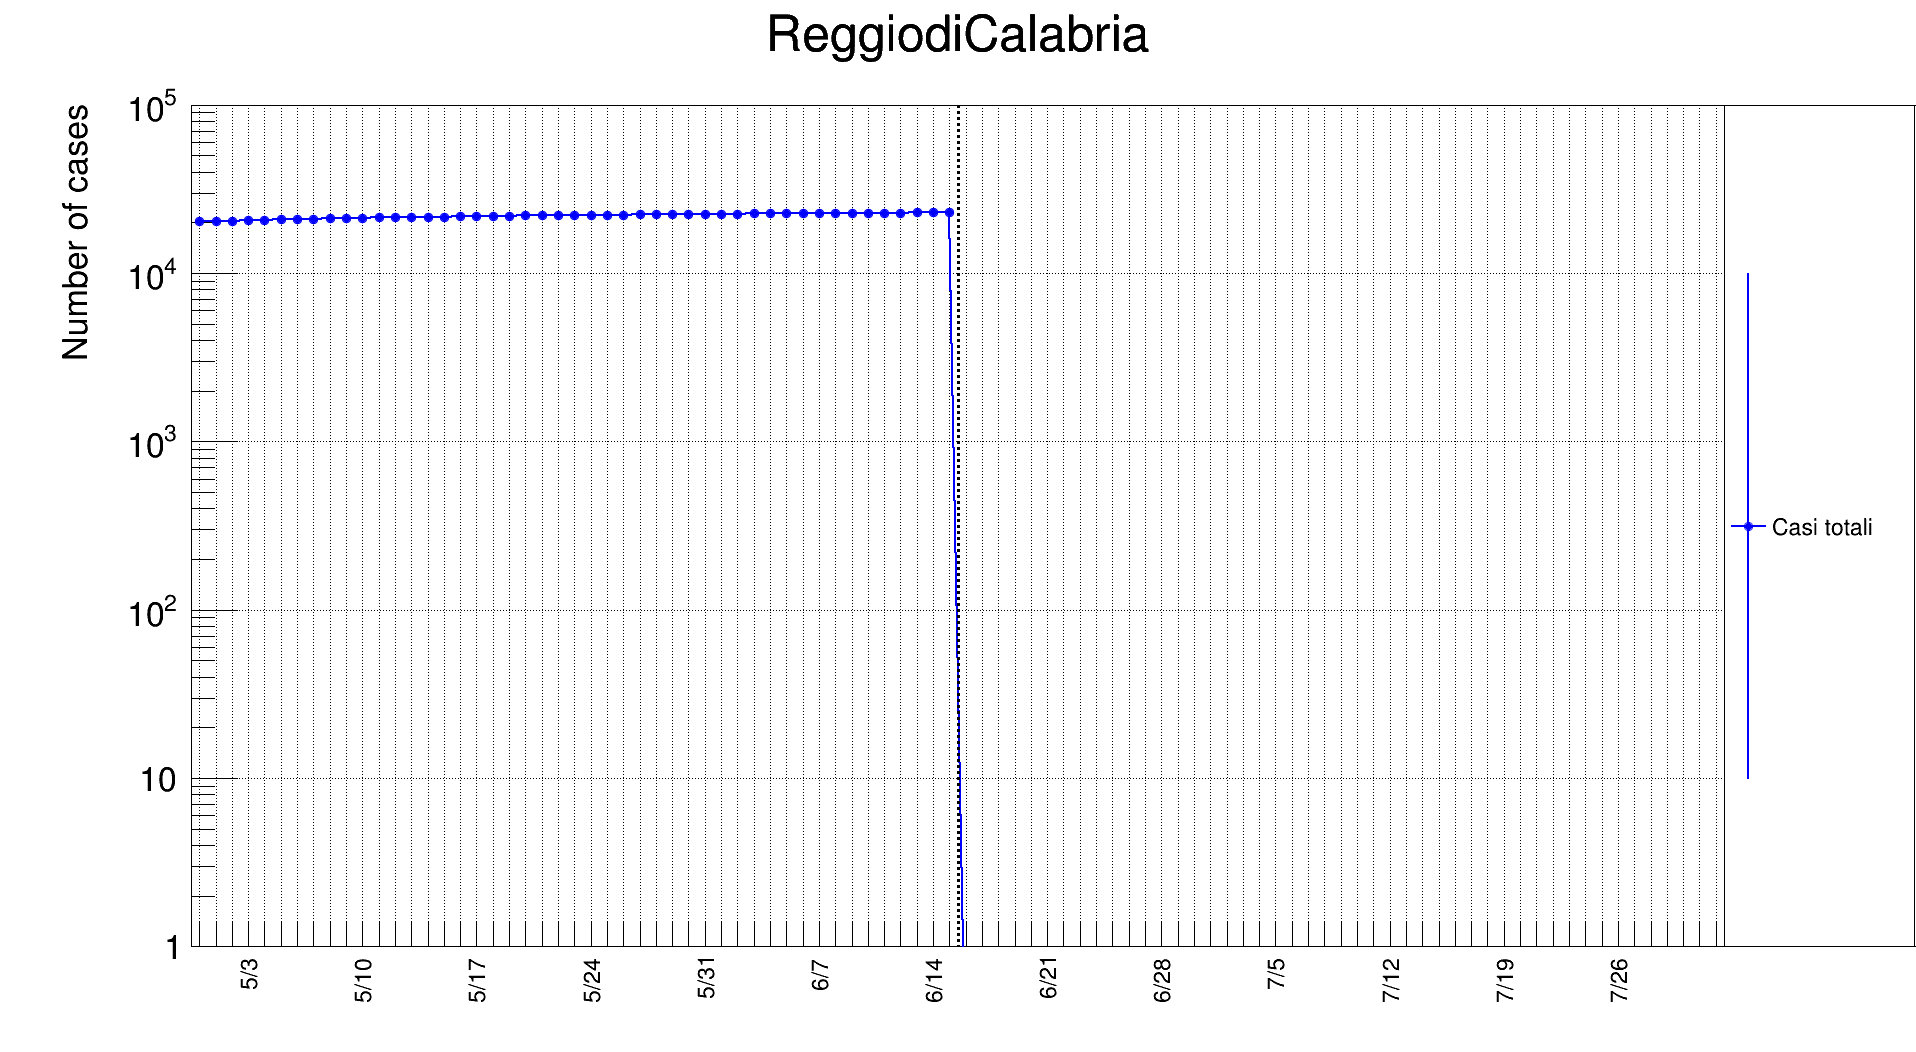 ReggiodiCalabria
Number of cases
10^5
10^4
10^3
10^2
10
1
5/3 5/10 5/17 5/24 5/31 6/7 6/14 6/21 6/28 7/5 7/12 7/19 7/26
Casi totali